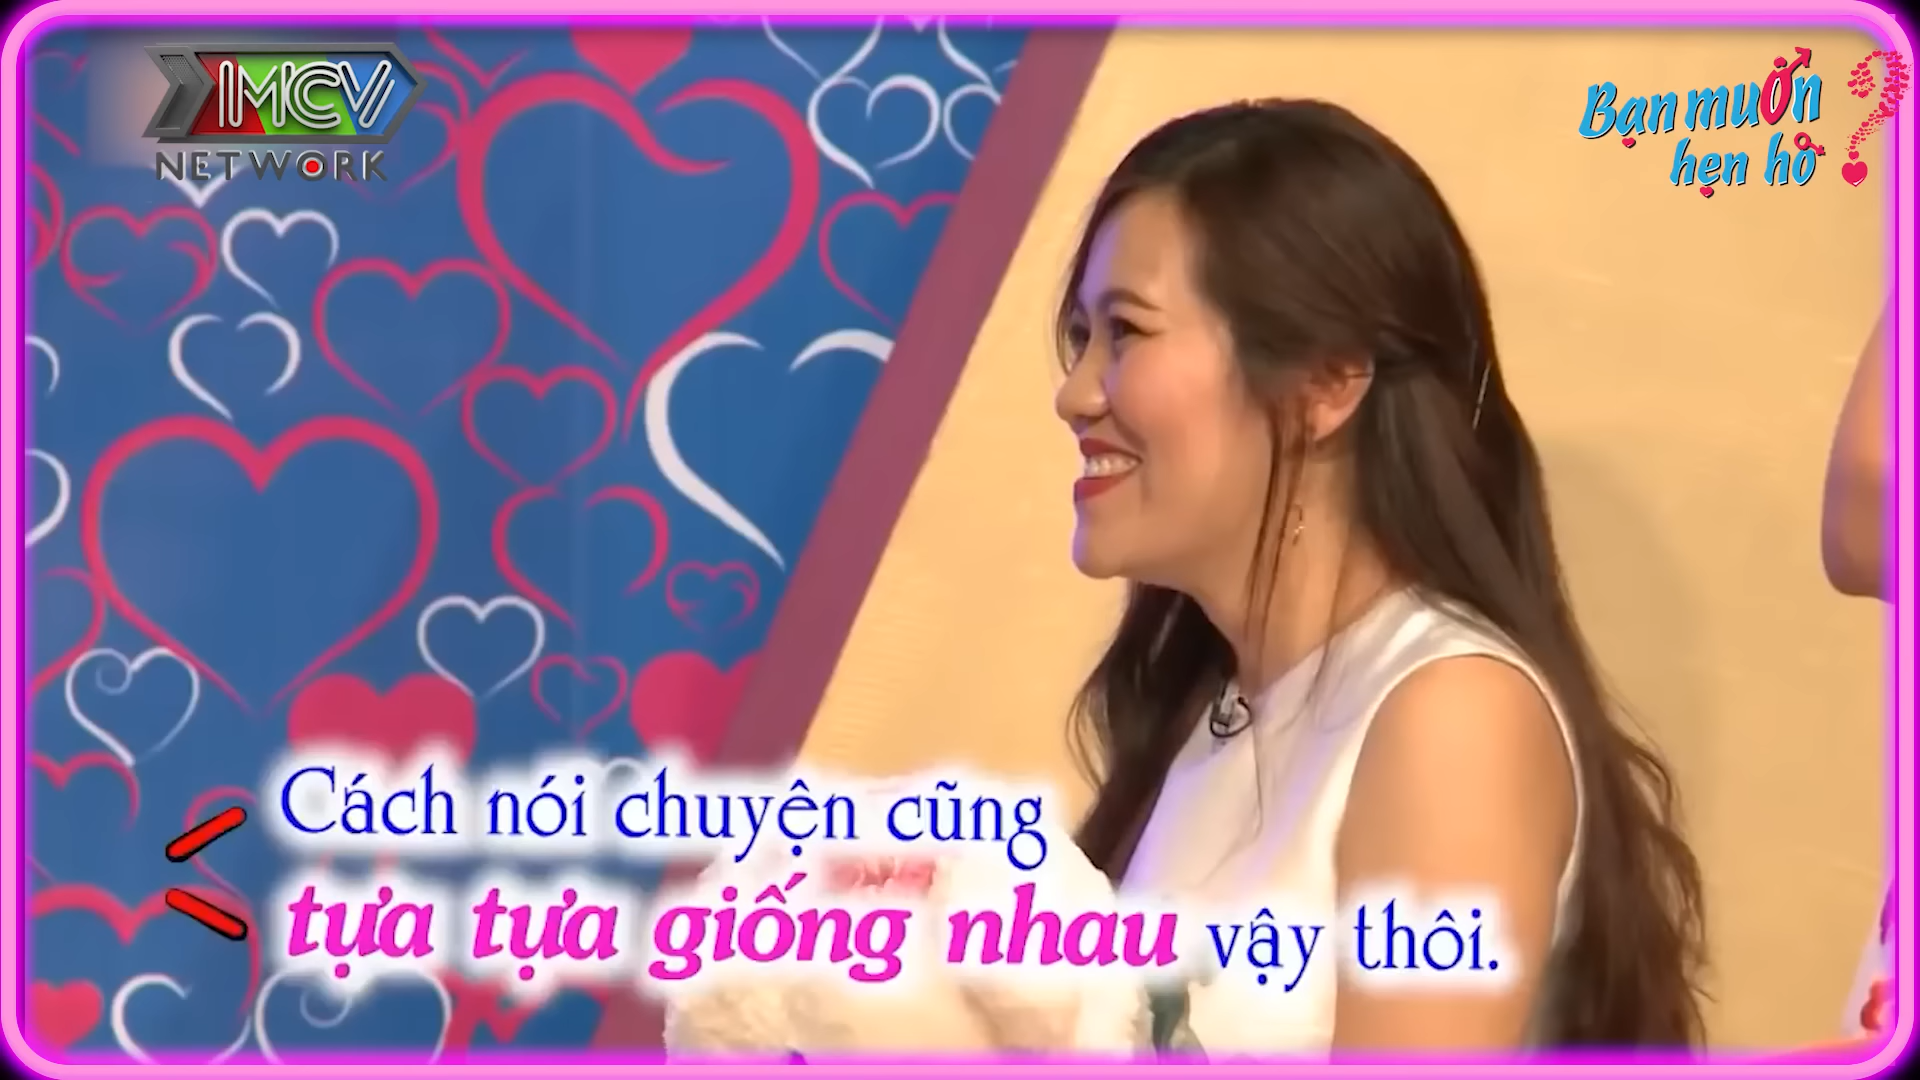 MCV
NETWORK
Bạn muốn
hẹn hò
?
Cách nói chuyện cũng
tựa tựa giống nhau vậy thôi.